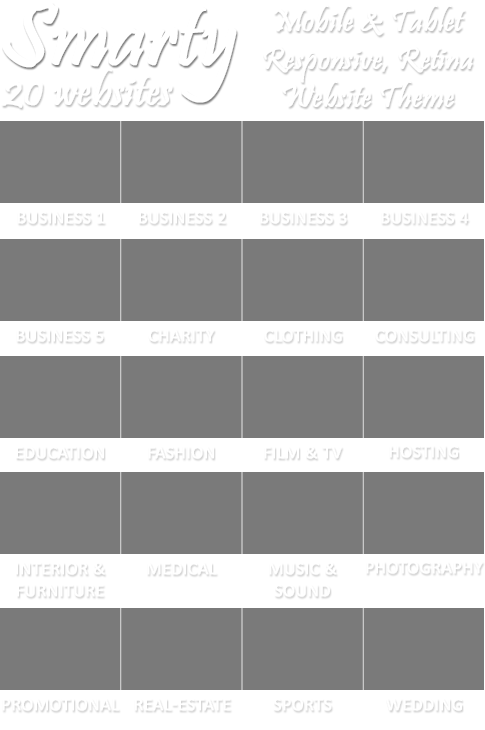 Smarty
20 websites
Mobile & Tablet
Responsive, Retina
Website Theme
BUSINESS 1
BUSINESS 2
BUSINESS 3
BUSINESS 4
BUSINESS 5
CHARITY
CLOTHING
CONSULTING
EDUCATION
FASHION
FILM & TV
HOSTING
INTERIOR &
FURNITURE
MEDICAL
MUSIC &
SOUND
PHOTOGRAPHY
PROMOTIONAL
REAL-ESTATE
SPORTS
WEDDING